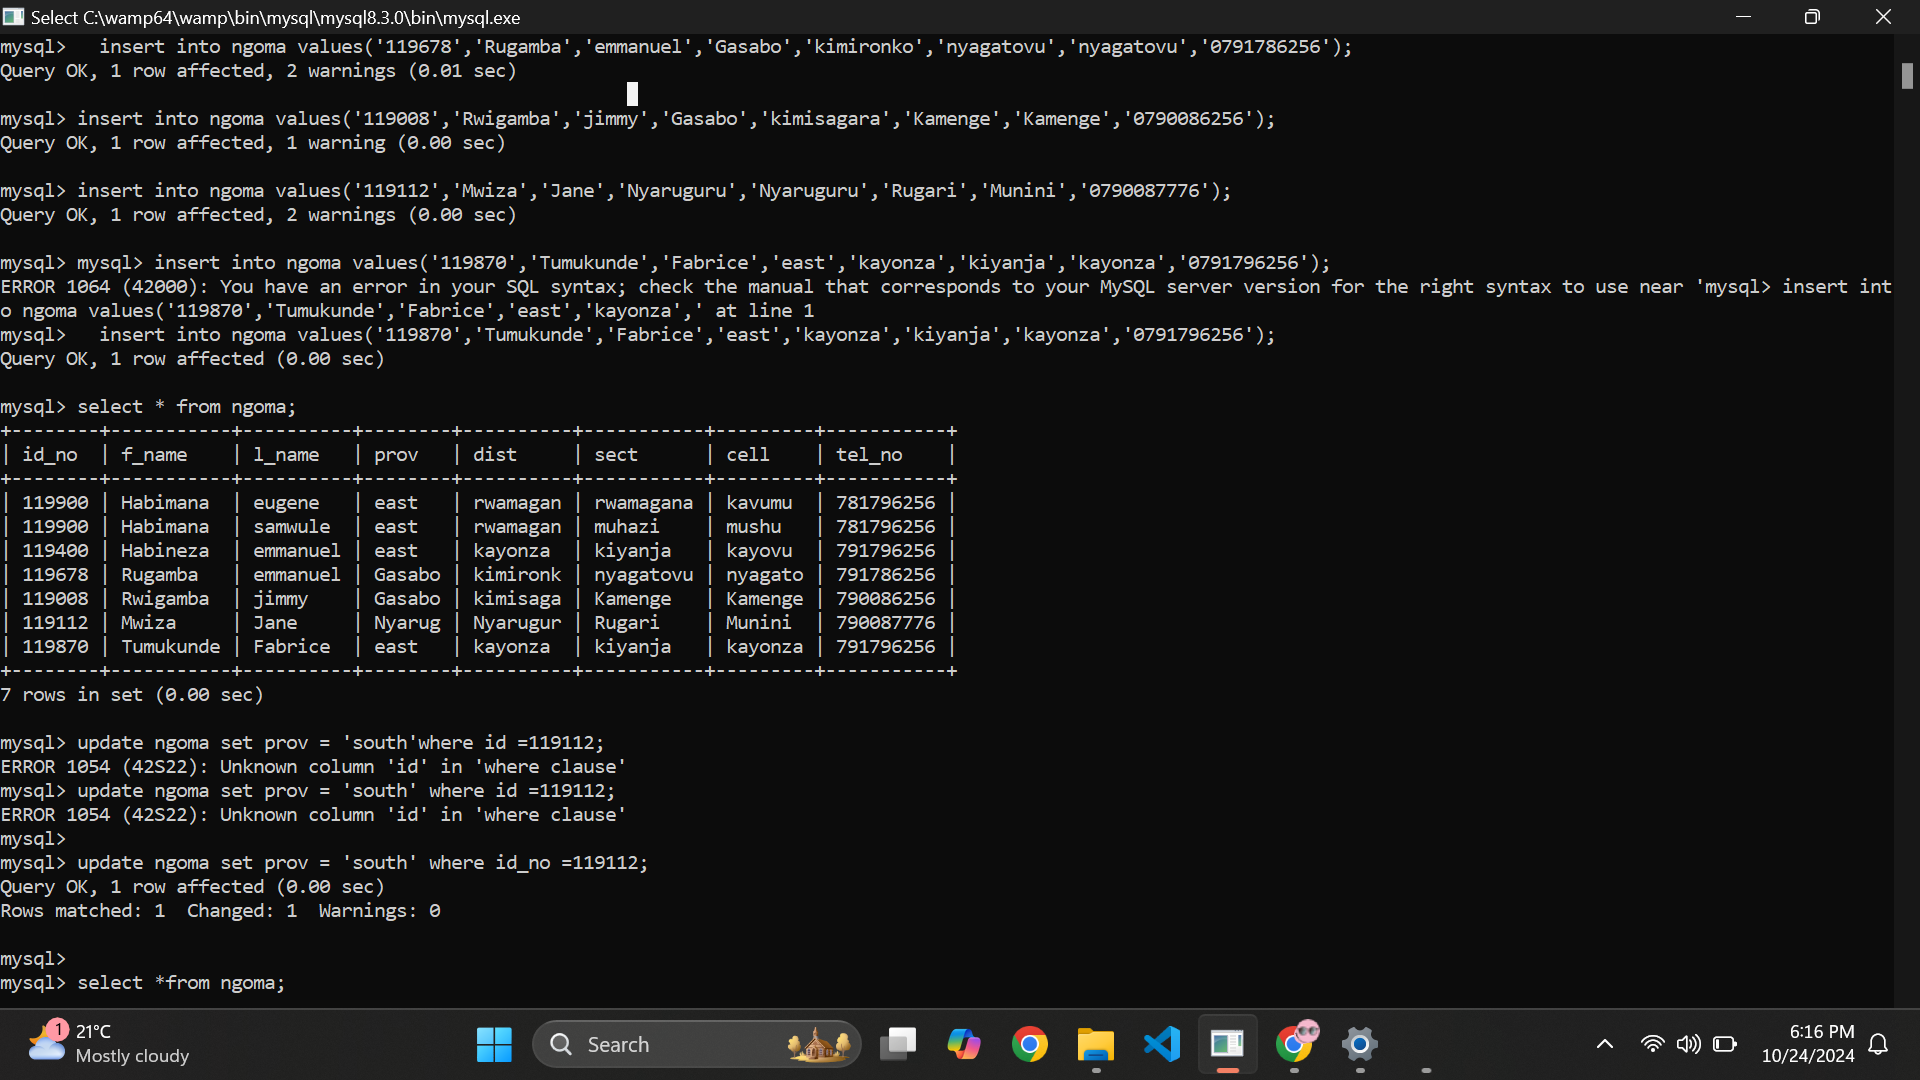 Select C:\wamp64\wamp\bin\mysql\mysql8.3.0\bin\mysql.exe
mysql>   insert into ngoma values('119678','Rugamba','emmanuel','Gasabo','kimironko','nyagatovu','nyagatovu','0791786256');
Query OK, 1 row affected, 2 warnings (0.01 sec)
mysql> insert into ngoma values('119008','Rwigamba','jimmy','Gasabo','kimisagara','Kamenge','Kamenge','0790086256');
Query OK, 1 row affected, 1 warning (0.00 sec)
mysql> insert into ngoma values('119112','Mwiza','Jane','Nyaruguru','Nyaruguru','Rugari','Munini','0790087776');
Query OK, 1 row affected, 2 warnings (0.00 sec)
mysql> mysql> insert into ngoma values('119870','Tumukunde','Fabrice','east','kayonza','kiyanja','kayonza','0791796256');
ERROR 1064 (42000): You have an error in your SQL syntax; check the manual that corresponds to your MySQL server version for the right syntax to use near 'mysql> insert int
o ngoma values('119870','Tumukunde','Fabrice','east','kayonza',' at line 1
mysql>   insert into ngoma values('119870','Tumukunde','Fabrice','east','kayonza','kiyanja','kayonza','0791796256');
Query OK, 1 row affected (0.00 sec)
mysql> select * from ngoma;
+--------+-----------+----------+--------+----------+-----------+---------+-----------+
| id_no  | f_name    | l_name   | prov   | dist     | sect      | cell    | tel_no    |
+--------+-----------+----------+--------+----------+-----------+---------+-----------+
| 119900 | Habimana  | eugene   | east   | rwamagan | rwamagana | kavumu  | 781796256 |
| 119900 | Habimana  | samwule  | east   | rwamagan | muhazi    | mushu   | 781796256 |
| 119400 | Habineza  | emmanuel | east   | kayonza  | kiyanja   | kayovu  | 791796256 |
| 119678 | Rugamba   | emmanuel | Gasabo | kimironk | nyagatovu | nyagato | 791786256 |
| 119008 | Rwigamba  | jimmy    | Gasabo | kimisaga | Kamenge   | Kamenge | 790086256 |
| 119112 | Mwiza     | Jane     | Nyarug | Nyarugur | Rugari    | Munini  | 790087776 |
| 119870 | Tumukunde | Fabrice  | east   | kayonza  | kiyanja   | kayonza | 791796256 |
+--------+-----------+----------+--------+----------+-----------+---------+-----------+
7 rows in set (0.00 sec)
mysql> update ngoma set prov = 'south'where id =119112;
ERROR 1054 (42S22): Unknown column 'id' in 'where clause'
mysql> update ngoma set prov = 'south' where id =119112;
ERROR 1054 (42S22): Unknown column 'id' in 'where clause'
mysql>
mysql> update ngoma set prov = 'south' where id_no =119112;
Query OK, 1 row affected (0.00 sec)
Rows matched: 1  Changed: 1  Warnings: 0
mysql>
mysql> select *from ngoma;
1
21°C
Mostly cloudy
Search
6:16 PM
10/24/2024